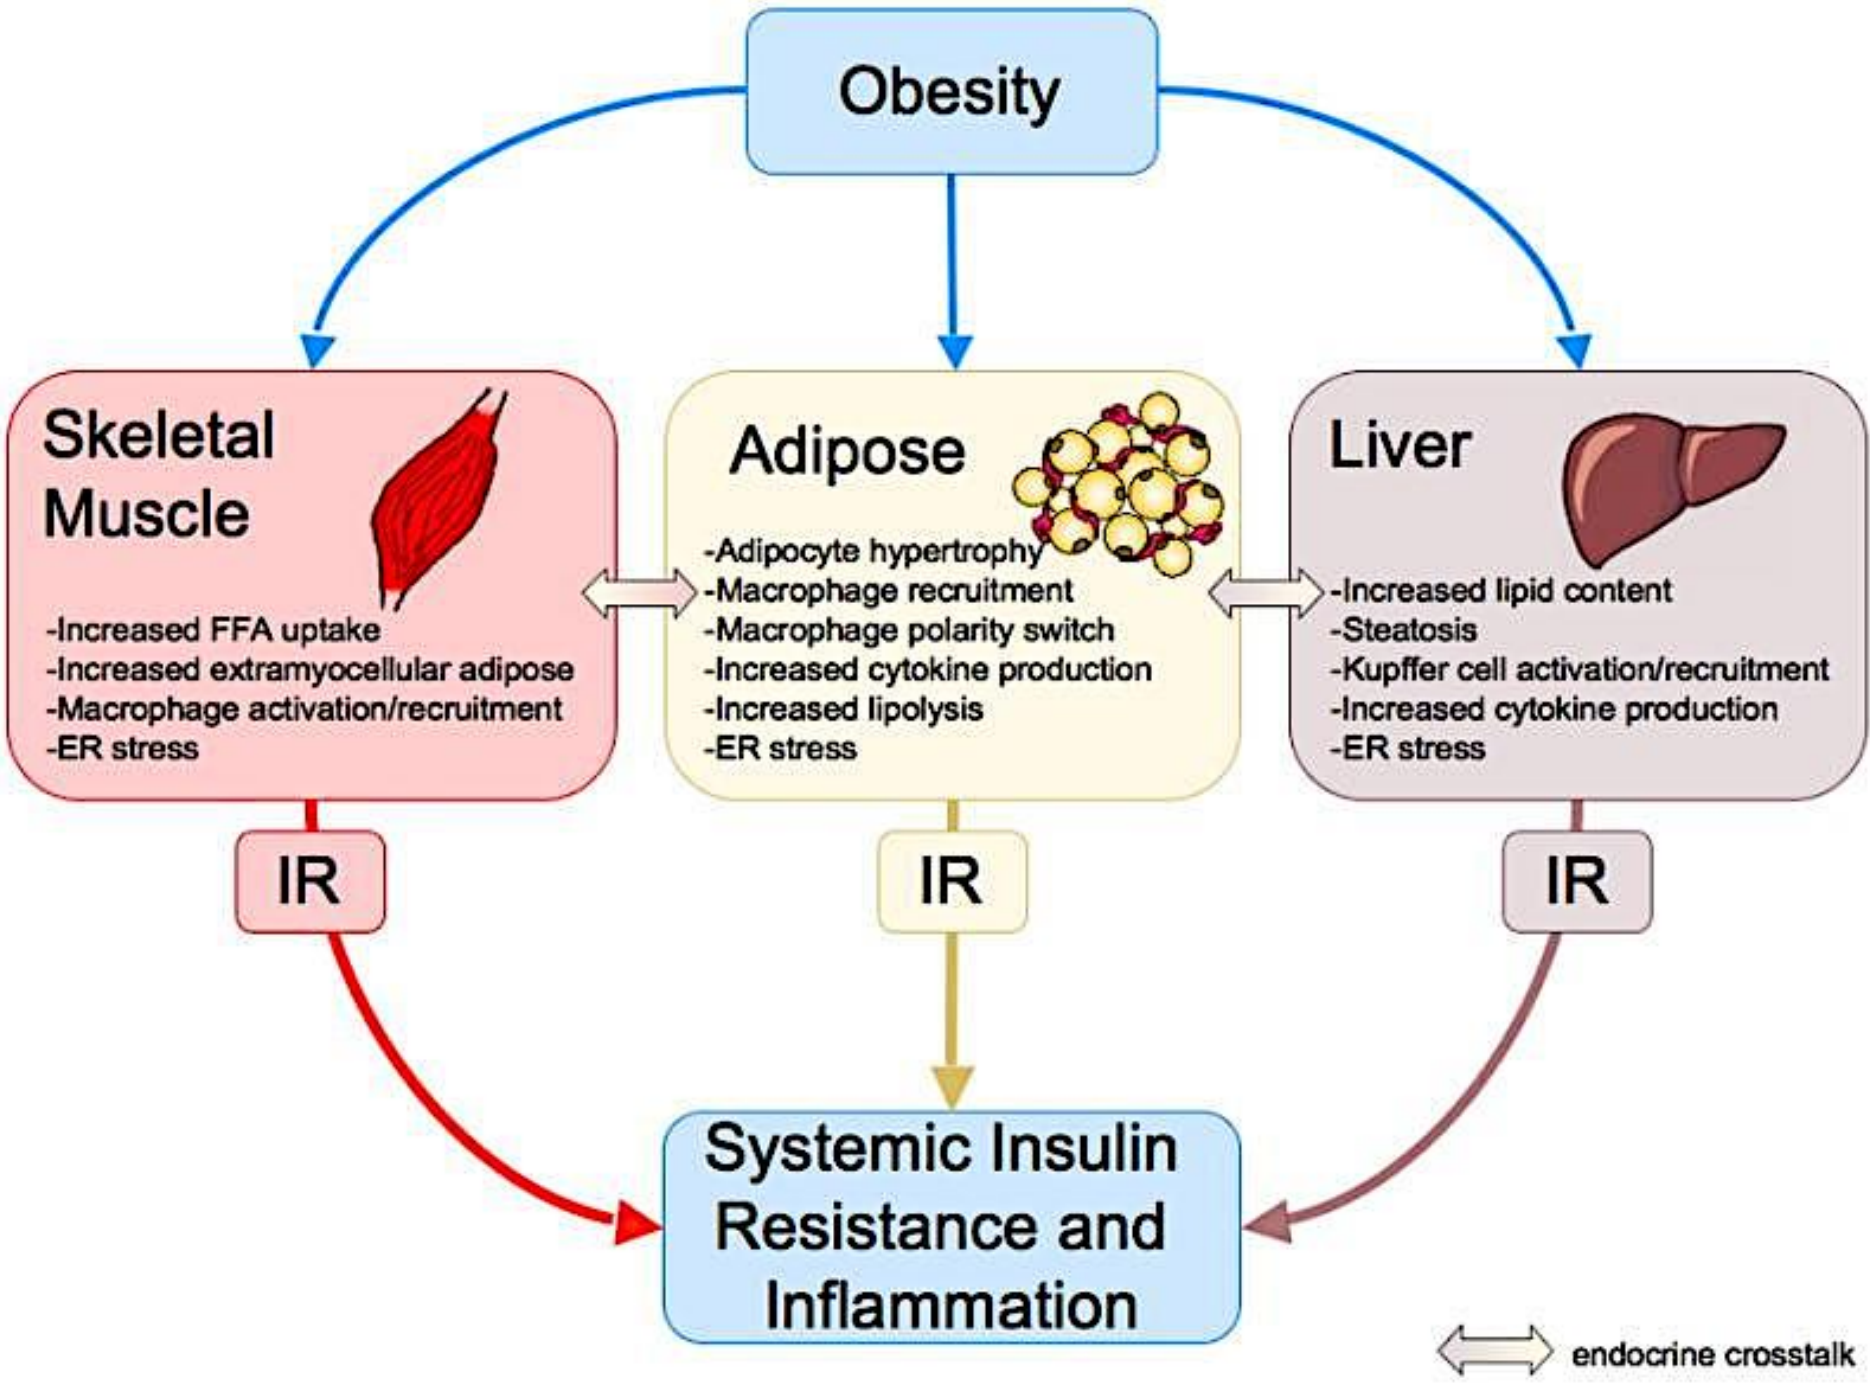 Obesity
Skeletal
Muscle
-Increased FFA uptake
-Increased extramyocellular adipose
-Macrophage activation/recruitment
-ER stress
Adipose
-Adipocyte hypertrophy
-Macrophage recruitment
-Macrophage polarity switch
-Increased cytokine production
-Increased lipolysis
-ER stress
Liver
-Increased lipid content
-Steatosis
-Kupffer cell activation/recruitment
-Increased cytokine production
-ER stress
IR
IR
IR
Systemic Insulin
Resistance and
Inflammation
endocrine crosstalk